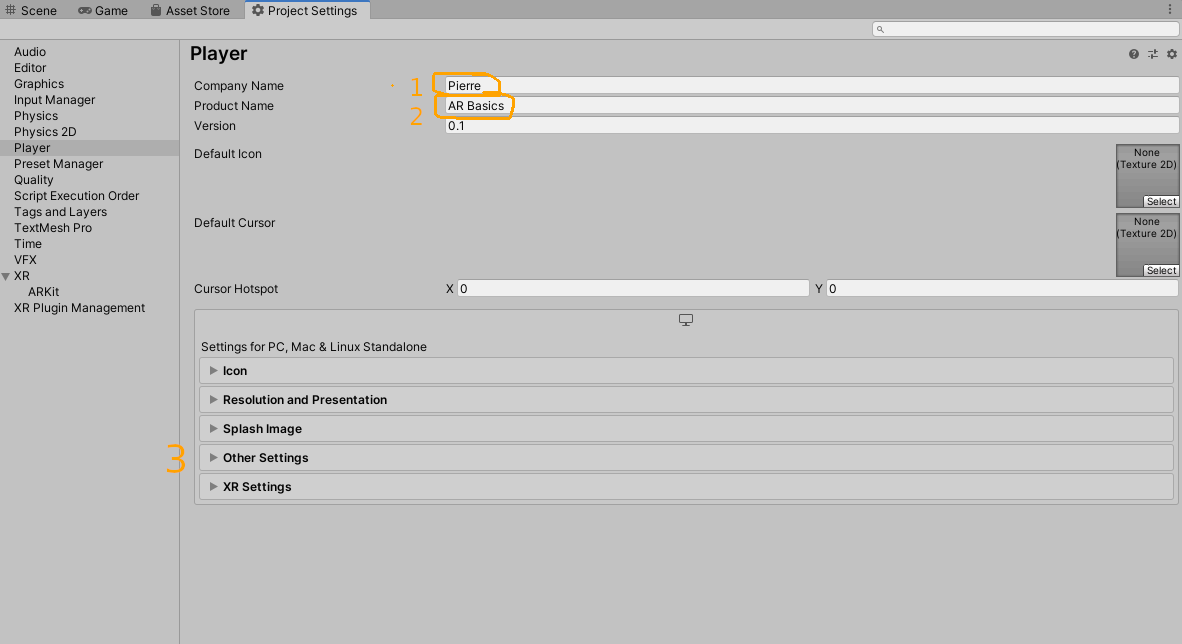 Scene Game Asset Store Project Settings
Player
Audio
Editor
Graphics
Input Manager
Physics
Physics 2D
Player
Preset Manager
Quality
Script Execution Order
Tags and Layers
TextMesh Pro
Time
VFX
XR
ARKit
XR Plugin Management
Company Name 1 Pierre
Product Name 2 AR Basics
Version 0.1
Default Icon
None
(Texture 2D)
Select
Default Cursor
None
(Texture 2D)
Select
Cursor Hotspot X 0 Y 0
Settings for PC, Mac & Linux Standalone
Icon
Resolution and Presentation
Splash Image
3 Other Settings
XR Settings